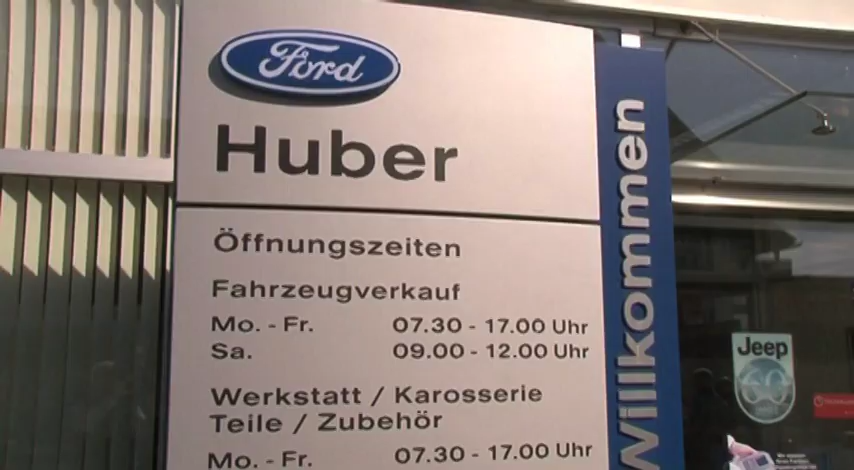 Ford
Huber
Öffnungszeiten
Fahrzeugverkauf
Mo. - Fr. 07.30 - 17.00 Uhr
Sa. 09.00 - 12.00 Uhr
Werkstatt / Karosserie
Teile / Zubehör
Mo. - Fr. 07.30 - 17.00 Uhr
Willkommen
Jeep
60